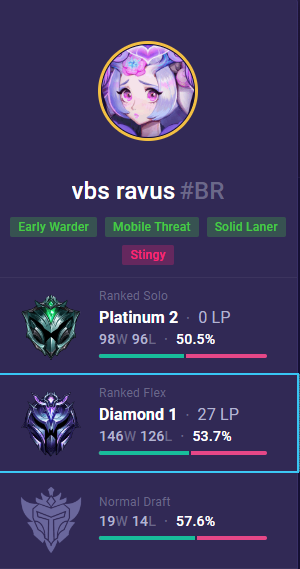 vbs ravus #BR
Early Warder Mobile Threat Solid Laner
Stingy
Ranked Solo
Platinum 2 · 0 LP
98W 96L · 50.5%
Ranked Flex
Diamond 1 · 27 LP
146W 126L · 53.7%
Normal Draft
19W 14L · 57.6%